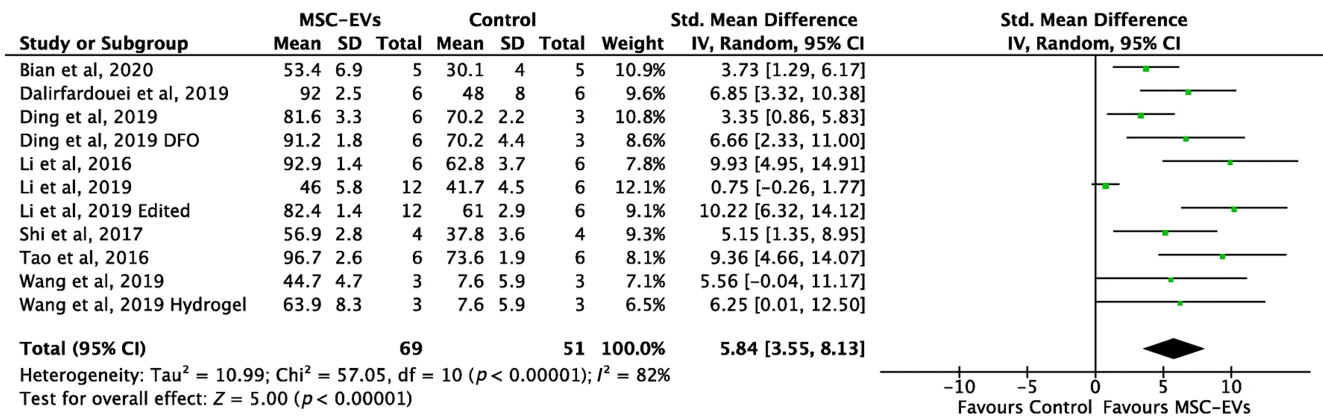 MSC-EVs Control Std. Mean Difference Std. Mean Difference
Study or Subgroup Mean SD Total Mean SD Total Weight IV, Random, 95% CI IV, Random, 95% CI
Bian et al, 2020 53.4 6.9 5 30.1 4 5 10.9% 3.73 [1.29, 6.17]
Dalirfardouei et al, 2019 92 2.5 6 48 8 6 9.6% 6.85 [3.32, 10.38]
Ding et al, 2019 81.6 3.3 6 70.2 2.2 3 10.8% 3.35 [0.86, 5.83]
Ding et al, 2019 DFO 91.2 1.8 6 70.2 4.4 3 8.6% 6.66 [2.33, 11.00]
Li et al, 2016 92.9 1.4 6 62.8 3.7 6 7.8% 9.93 [4.95, 14.91]
Li et al, 2019 46 5.8 12 41.7 4.5 6 12.1% 0.75 [−0.26, 1.77]
Li et al, 2019 Edited 82.4 1.4 12 61 2.9 6 9.1% 10.22 [6.32, 14.12]
Shi et al, 2017 56.9 2.8 4 37.8 3.6 4 9.3% 5.15 [1.35, 8.95]
Tao et al, 2016 96.7 2.6 6 73.6 1.9 6 8.1% 9.36 [4.66, 14.07]
Wang et al, 2019 44.7 4.7 3 7.6 5.9 3 7.1% 5.56 [−0.04, 11.17]
Wang et al, 2019 Hydrogel 63.9 8.3 3 7.6 5.9 3 6.5% 6.25 [0.01, 12.50]
Total (95% CI) 69 51 100.0% 5.84 [3.55, 8.13]
Heterogeneity: Tau² = 10.99; Chi² = 57.05, df = 10 (p < 0.00001); I² = 82%
Test for overall effect: Z = 5.00 (p < 0.00001)
−10 −5 0 5 10
Favours Control Favours MSC-EVs